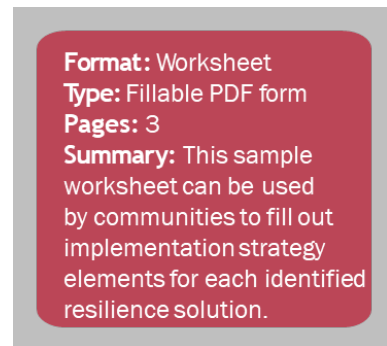 Format: Worksheet
Type: Fillable PDF form
Pages: 3
Summary: This sample
worksheet can be used
by communities to fill out
implementation strategy
elements for each identified
resilience solution.